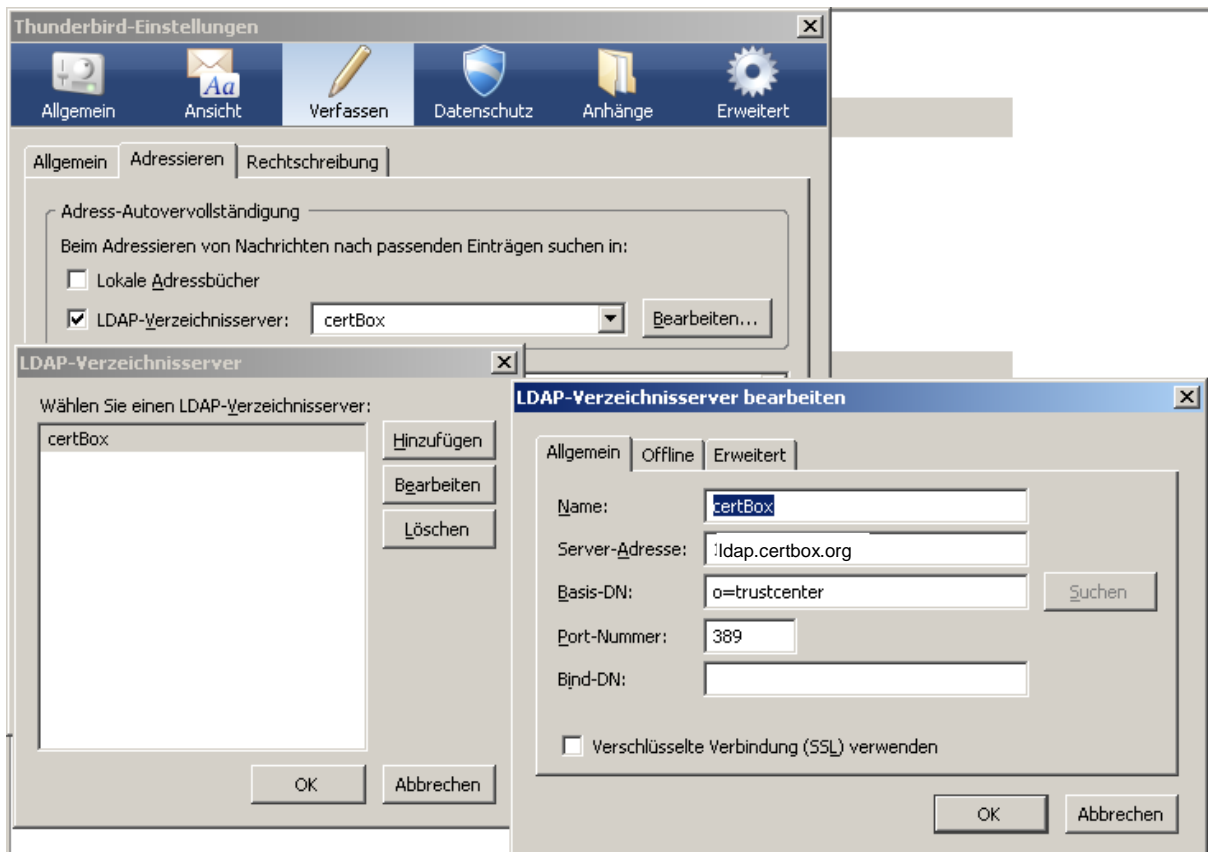 Thunderbird-Einstellungen
Allgemein
Ansicht
Verfassen
Datenschutz
Anhänge
Erweitert
Allgemein
Adressieren
Rechtschreibung
Adress-Autovervollständigung
Beim Adressieren von Nachrichten nach passenden Einträgen suchen in:
Lokale Adressbücher
LDAP-Verzeichnisserver: certBox Bearbeiten...
LDAP-Verzeichnisserver
Wählen Sie einen LDAP-Verzeichnisserver:
certBox
Hinzufügen
Bearbeiten
Löschen
OK Abbrechen
LDAP-Verzeichnisserver bearbeiten
Allgemein Offline Erweitert
Name: certBox
Server-Adresse: ldap.certbox.org
Basis-DN: o=trustcenter Suchen
Port-Nummer: 389
Bind-DN:
Verschlüsselte Verbindung (SSL) verwenden
OK Abbrechen